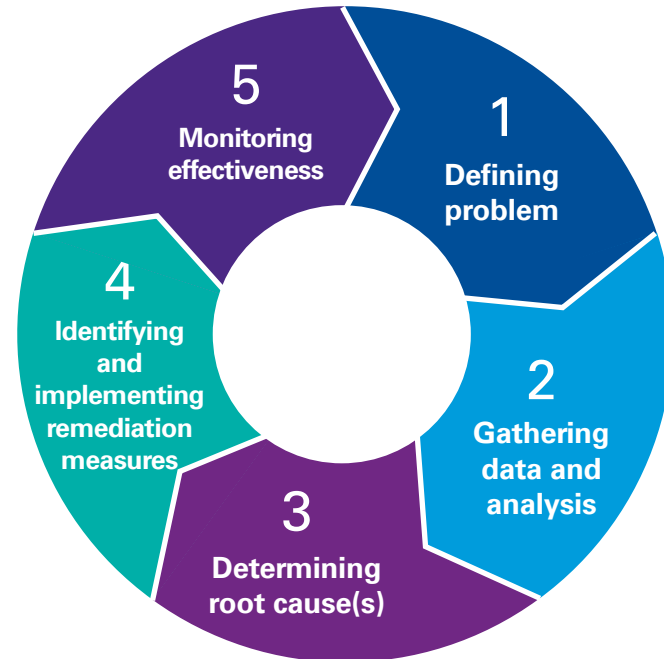 1
Defining
problem
2
Gathering
data and
analysis
3
Determining
root cause(s)
4
Identifying
and
implementing
remediation
measures
5
Monitoring
effectiveness